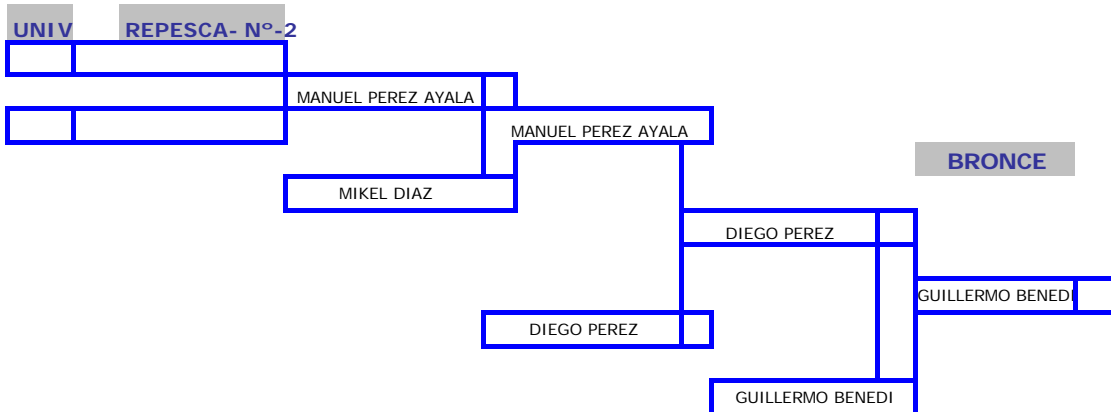 UNIV REPESCA- Nº-2
MANUEL PEREZ AYALA
MANUEL PEREZ AYALA
BRONCE
MIKEL DIAZ
DIEGO PEREZ
GUILLERMO BENEDI
DIEGO PEREZ
GUILLERMO BENEDI